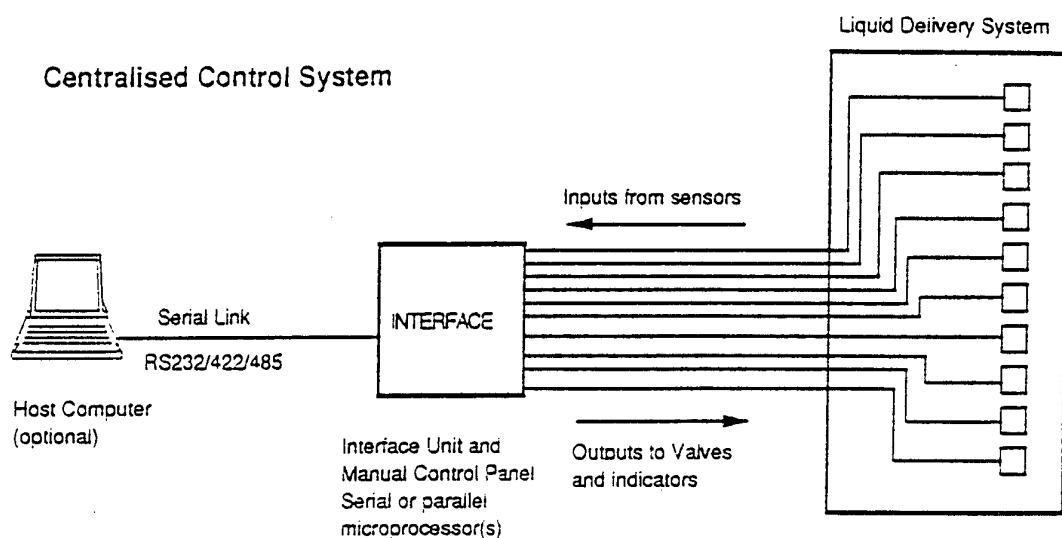 Liquid Delivery System
Centralised Control System
Inputs from sensors
Serial Link
RS232/422/485
INTERFACE
Host Computer
(optional)
Interface Unit and
Manual Control Panel
Serial or parallel
microprocessor(s)
Outputs to Valves
and indicators